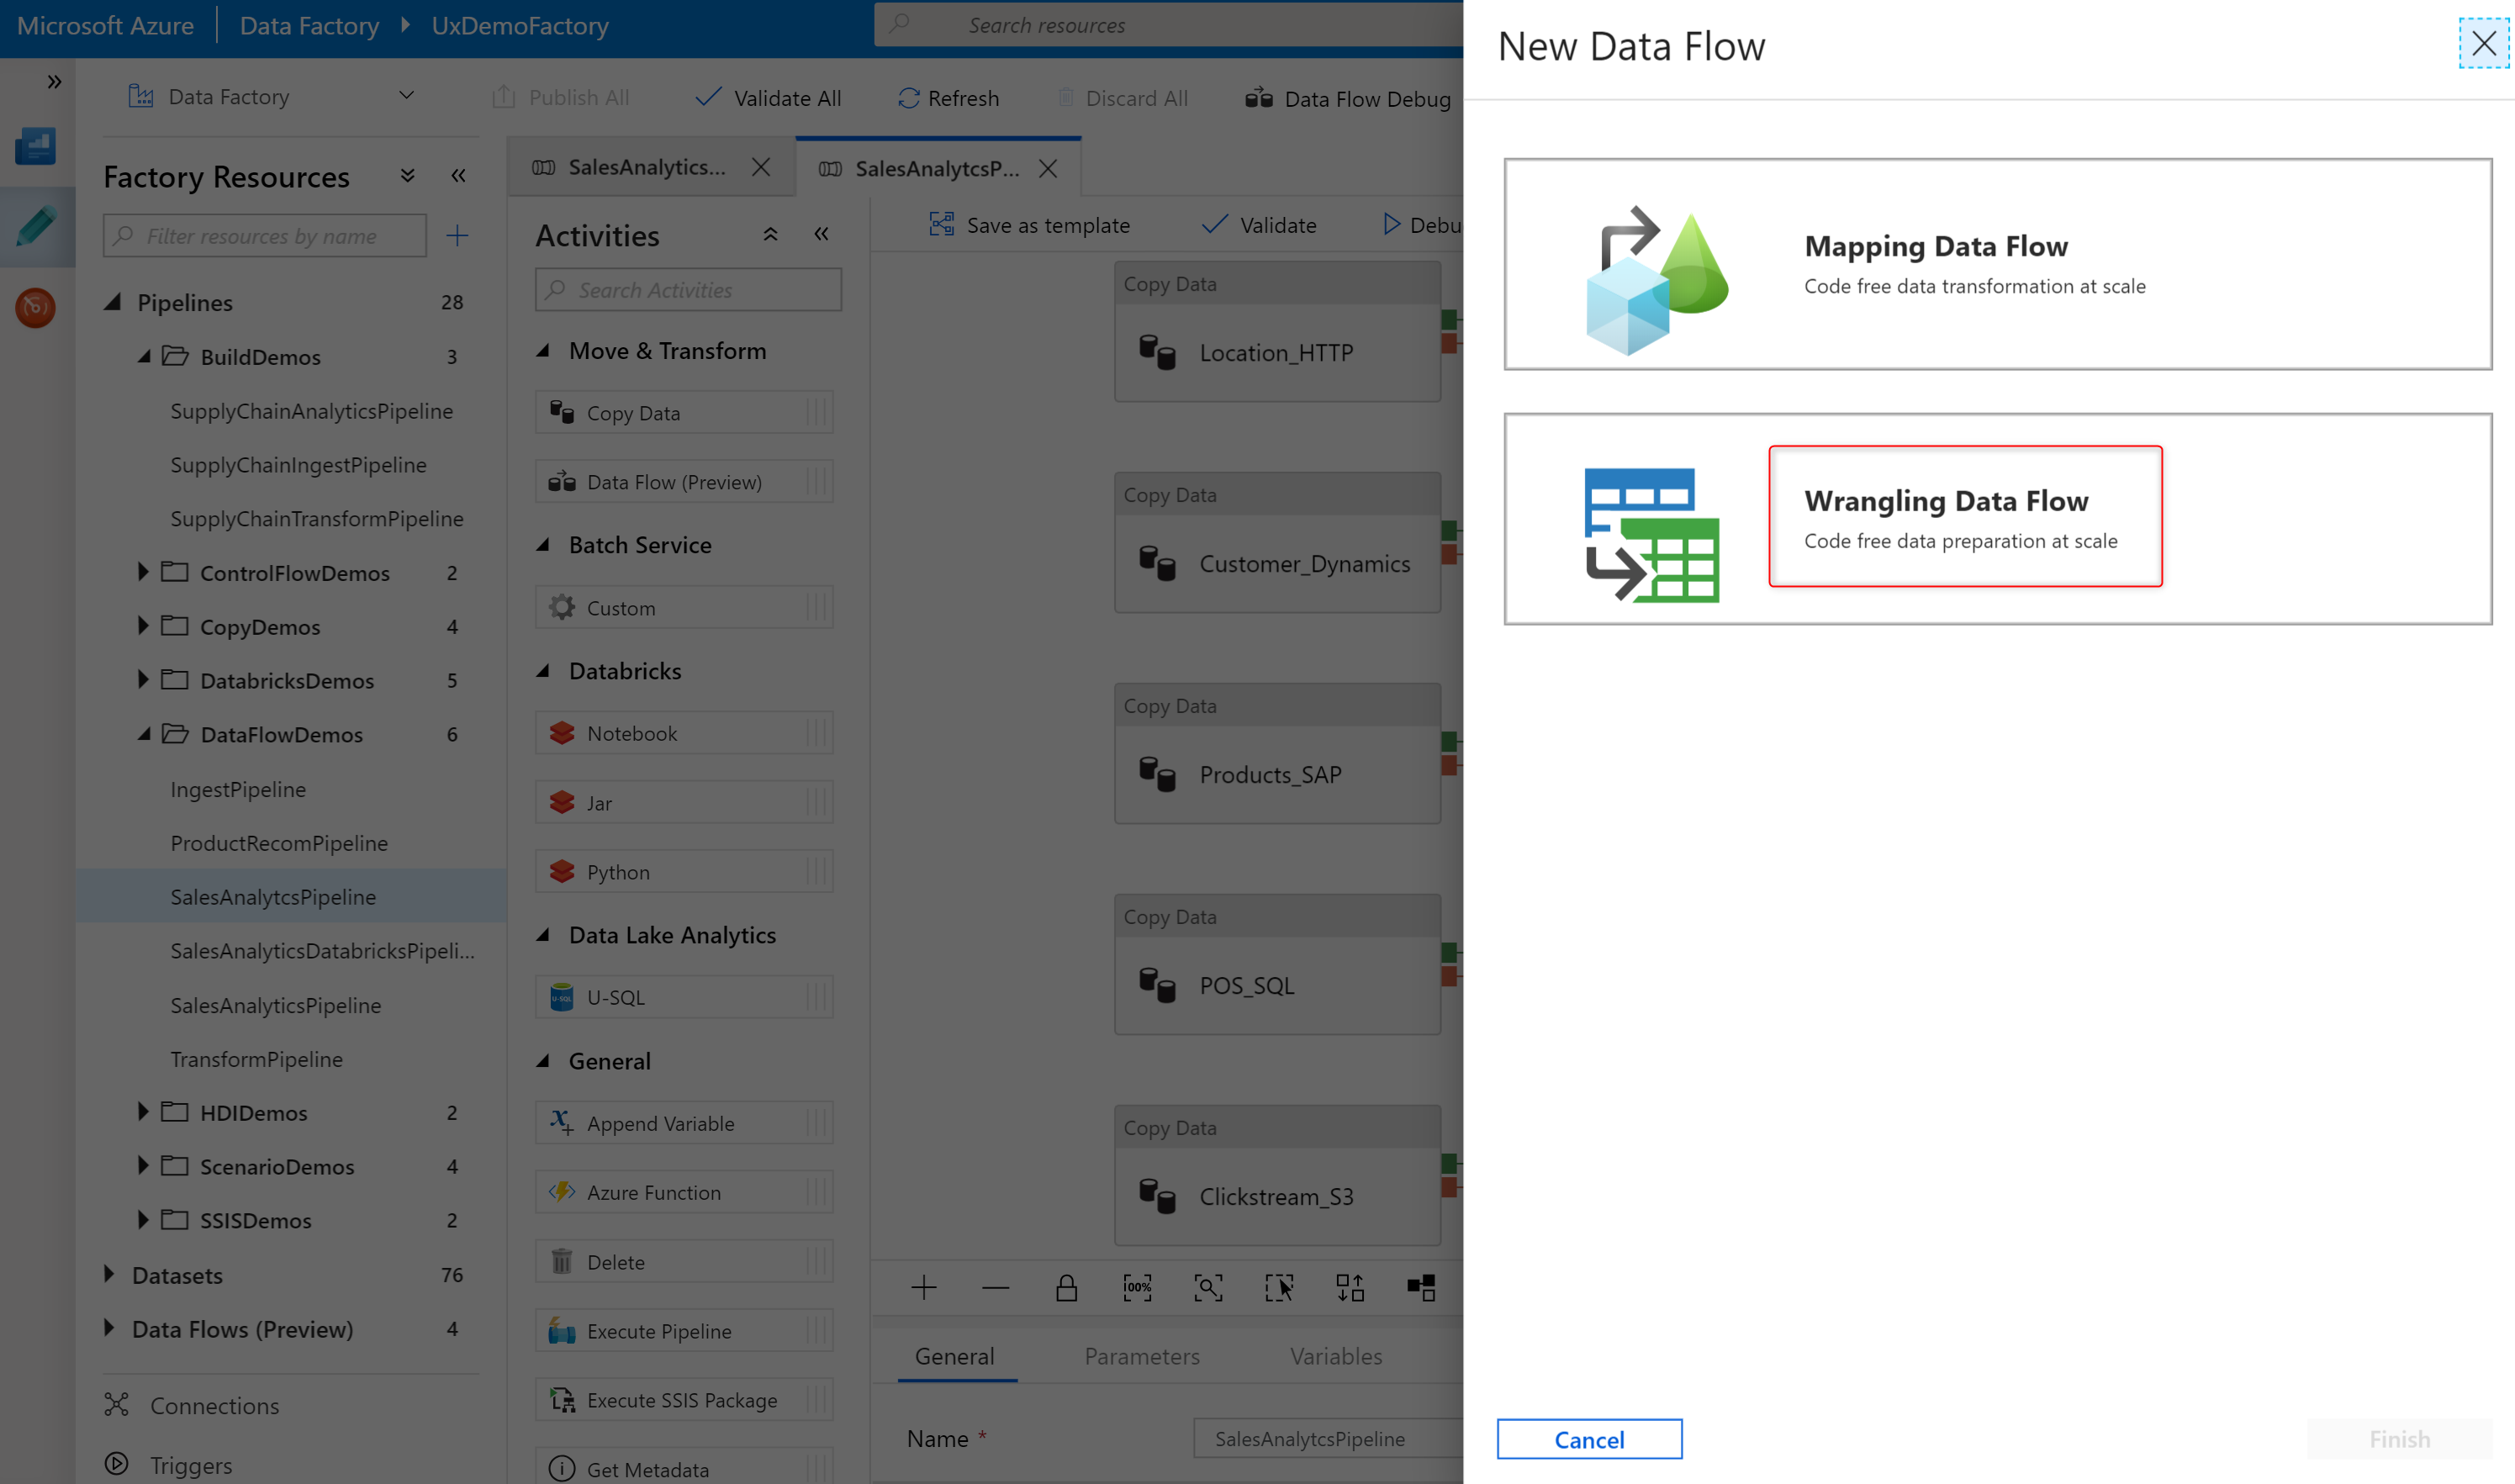 Microsoft Azure
Data Factory
UxDemoFactory
Search resources
Data Factory
Publish All
Validate All
Refresh
Discard All
Data Flow Debug
Factory Resources
Filter resources by name
Pipelines 28
BuildDemos 3
SupplyChainAnalyticsPipeline
SupplyChainIngestPipeline
SupplyChainTransformPipeline
ControlFlowDemos 2
CopyDemos 4
DatabricksDemos 5
DataFlowDemos 6
IngestPipeline
ProductRecomPipeline
SalesAnalytcsPipeline
SalesAnalyticsDatabricksPipeli...
SalesAnalyticsPipeline
TransformPipeline
HDIDemos 2
ScenarioDemos 4
SSISDemos 2
Datasets 76
Data Flows (Preview) 4
Connections
Triggers
SalesAnalytics...
SalesAnalytcsP...
Activities
Search Activities
Move & Transform
Copy Data
Data Flow (Preview)
Batch Service
Custom
Databricks
Notebook
Jar
Python
Data Lake Analytics
U-SQL
U-SQL
General
Append Variable
Azure Function
Delete
Execute Pipeline
Execute SSIS Package
Get Metadata
Save as template
Validate
Debu
Copy Data
Location_HTTP
Copy Data
Customer_Dynamics
Copy Data
Products_SAP
Copy Data
POS_SQL
Copy Data
Clickstream_S3
100%
General
Parameters
Variables
Name *
SalesAnalytcsPipeline
New Data Flow
Mapping Data Flow
Code free data transformation at scale
Wrangling Data Flow
Code free data preparation at scale
Cancel
Finish